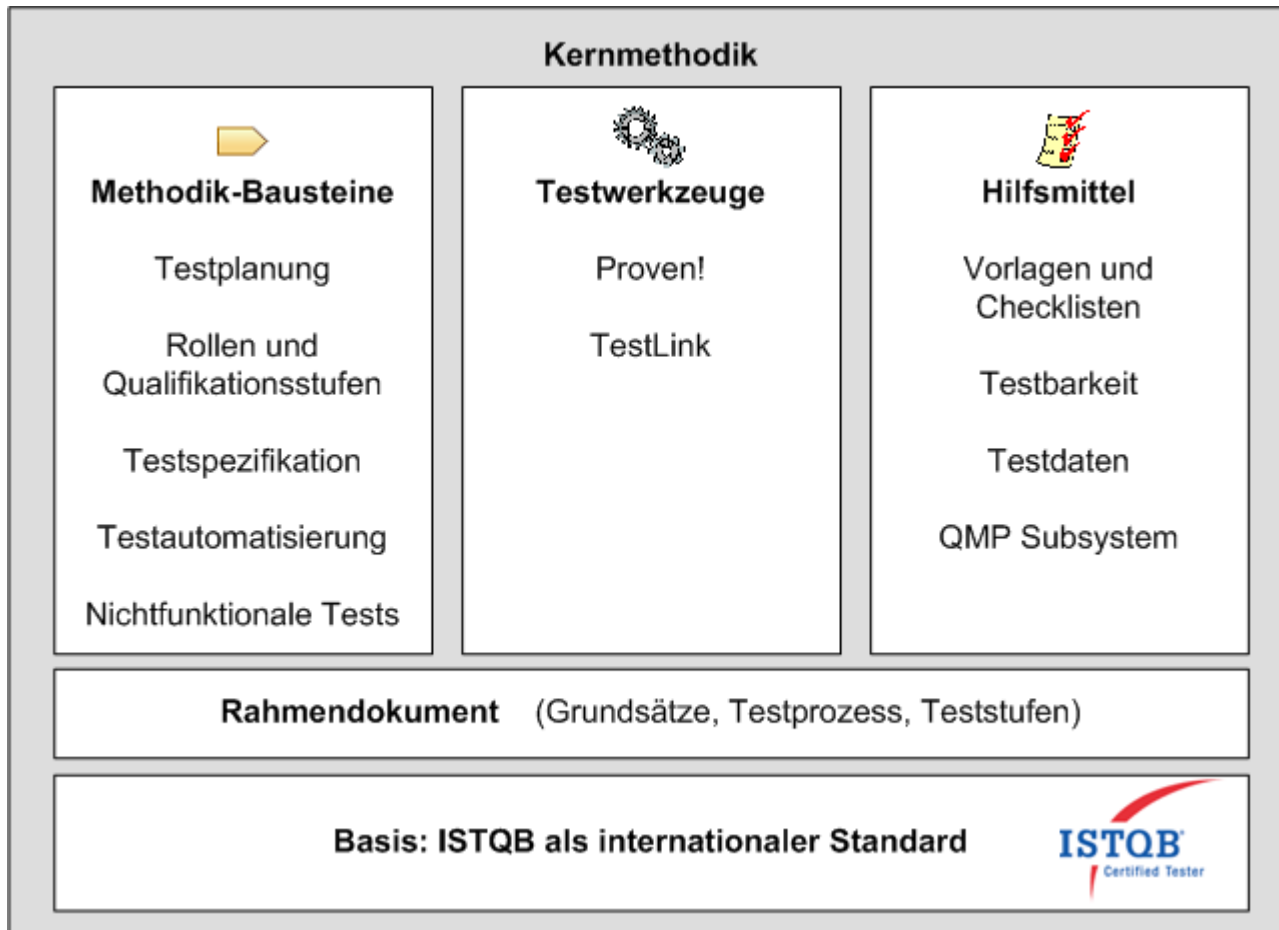 Kernmethodik
Methodik-Bausteine
Testplanung
Rollen und
Qualifikationsstufen
Testspezifikation
Testautomatisierung
Nichtfunktionale Tests
Testwerkzeuge
Proven!
TestLink
Hilfsmittel
Vorlagen und
Checklisten
Testbarkeit
Testdaten
QMP Subsystem
Rahmendokument (Grundsätze, Testprozess, Teststufen)
Basis: ISTQB als internationaler Standard
ISTQB®
Certified Tester